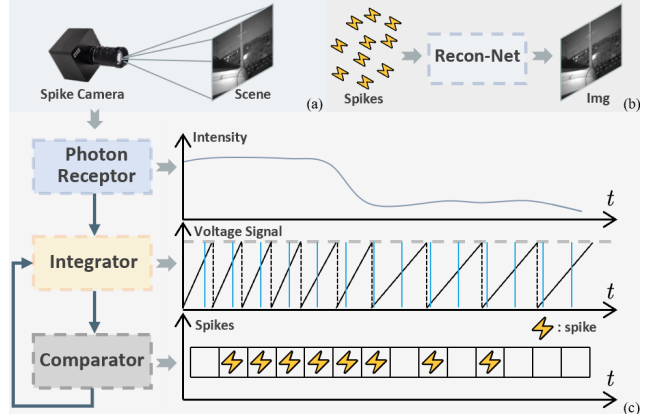 Spike Camera
Scene
(a)
Spikes
Recon-Net
Img
(b)
Photon
Receptor
Intensity
t
Integrator
Voltage Signal
t
Comparator
Spikes
: spike
t
(c)